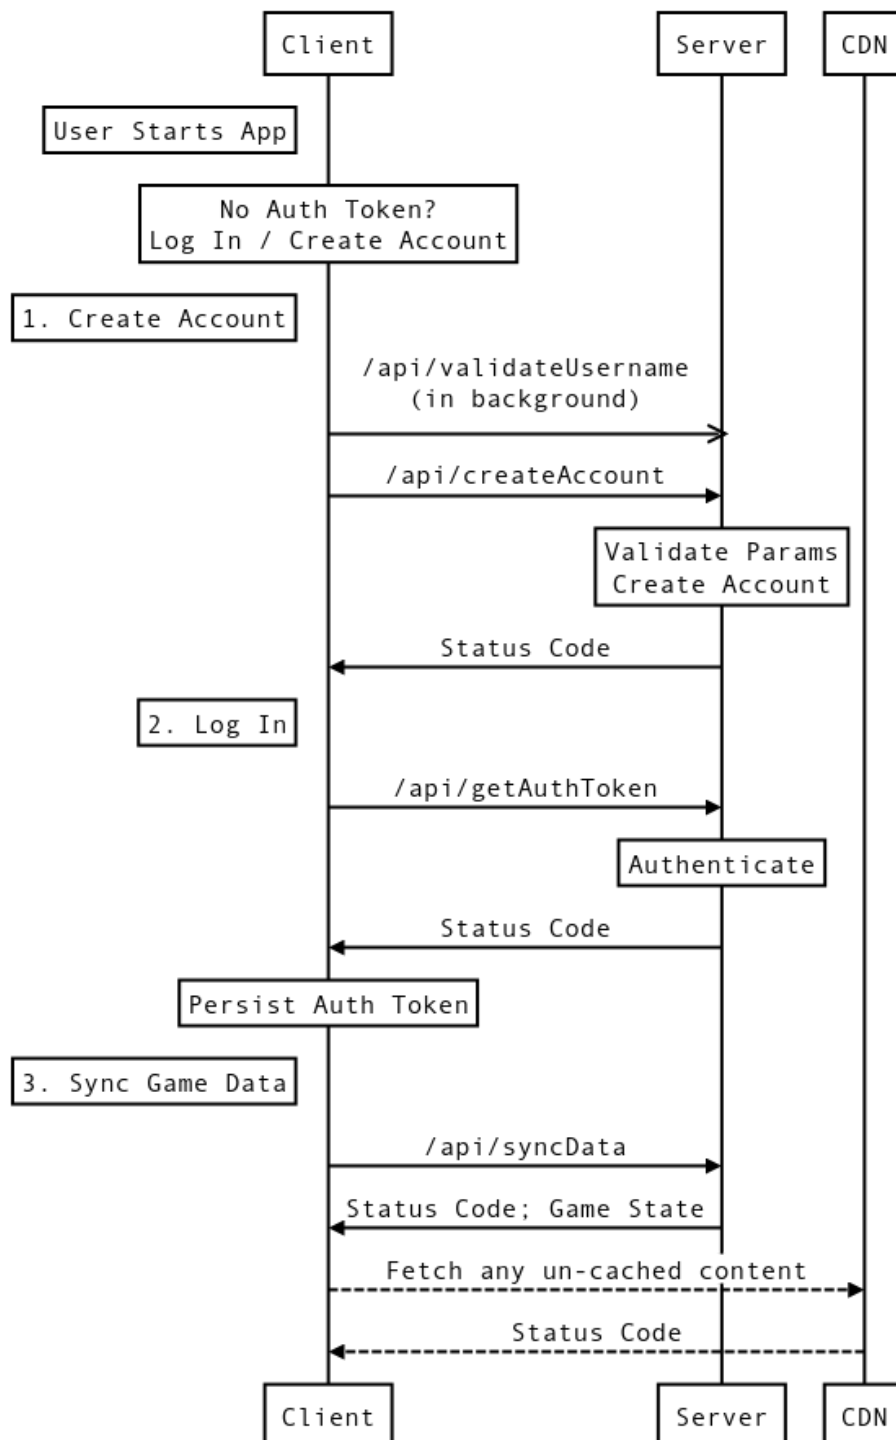 Client
Server
CDN
User Starts App
No Auth Token?
Log In / Create Account
1. Create Account
/api/validateUsername
(in background)
/api/createAccount
Validate Params
Create Account
Status Code
2. Log In
/api/getAuthToken
Authenticate
Status Code
Persist Auth Token
3. Sync Game Data
/api/syncData
Status Code; Game State
Fetch any un-cached content
Status Code
Client
Server
CDN